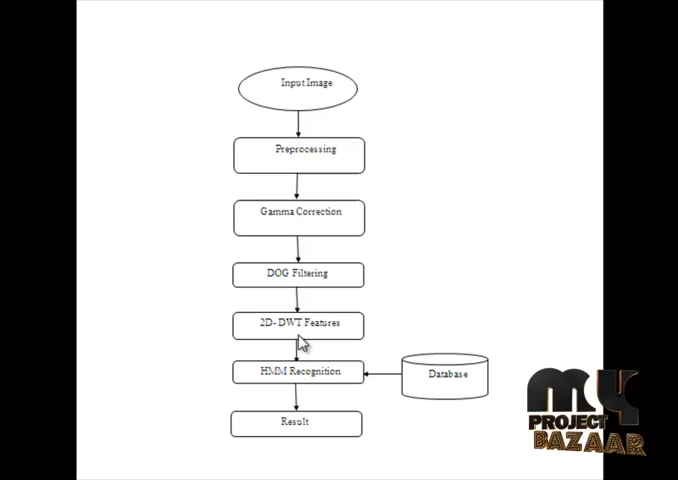 Input Image
Preprocessing
Gamma Correction
DOG Filtering
2D- DWT Features
HMM Recognition
Database
Result
MY
PROJECT
BAZAAR